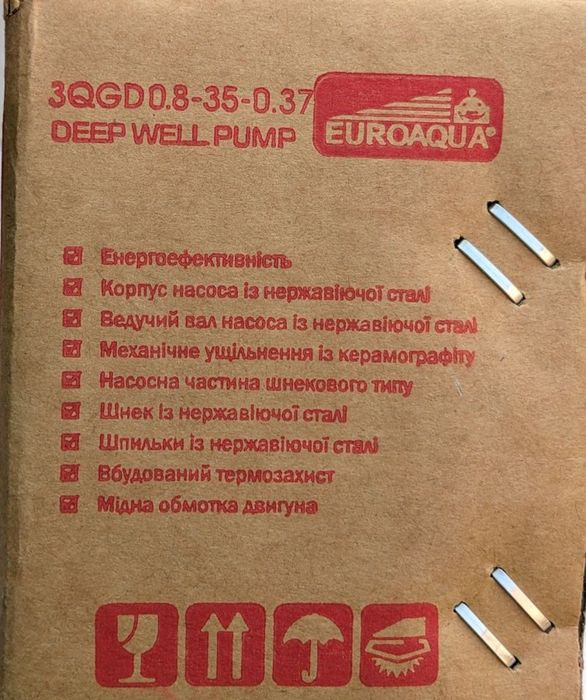 3QGD0.8-35-0.37
DEEP WELL PUMP
EUROAQUA®
Енергоефективність
Корпус насоса із нержавіючої сталі
Ведучий вал насоса із нержавіючої сталі
Механічне ущільнення із керамографіту
Насосна частина шнекового типу
Шнек із нержавіючої сталі
Шпильки із нержавіючої сталі
Вбудований термозахист
Мідна обмотка двигуна